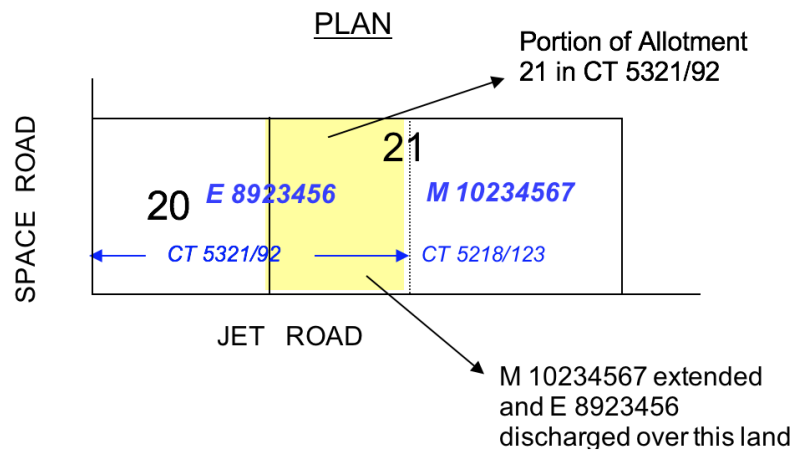 PLAN
Portion of Allotment
21 in CT 5321/92
SPACE ROAD
21
20
E 8923456
M 10234567
CT 5321/92
CT 5218/123
JET ROAD
M 10234567 extended
and E 8923456
discharged over this land